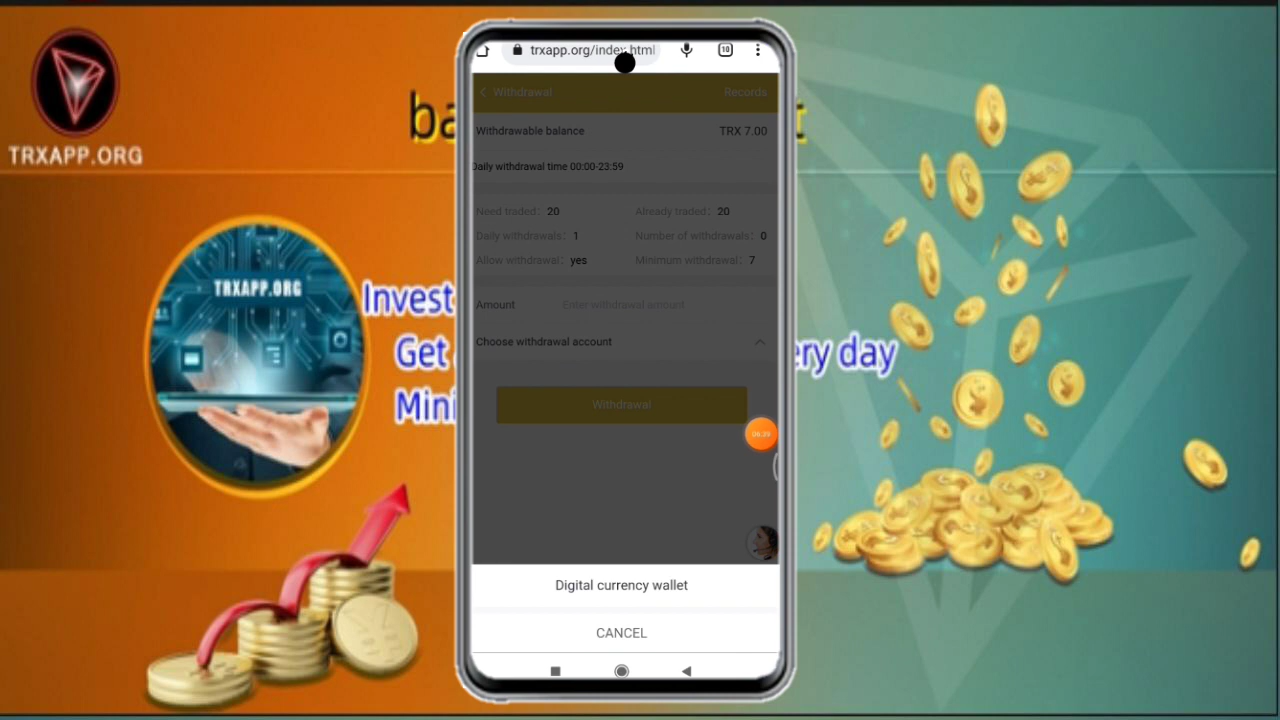 TRXAPP.ORG
ba
t
TRXAPP.ORG
Invest
Get
ery day
Mini
trxapp.org/index.html
10
Withdrawal
Records
Withdrawable balance
TRX 7.00
Daily withdrawal time 00:00-23:59
Need traded: 20
Already traded: 20
Daily withdrawals: 1
Number of withdrawals: 0
Allow withdrawal: yes
Minimum withdrawal: 7
Amount
Enter withdrawal amount
Choose withdrawal account
Withdrawal
Digital currency wallet
CANCEL